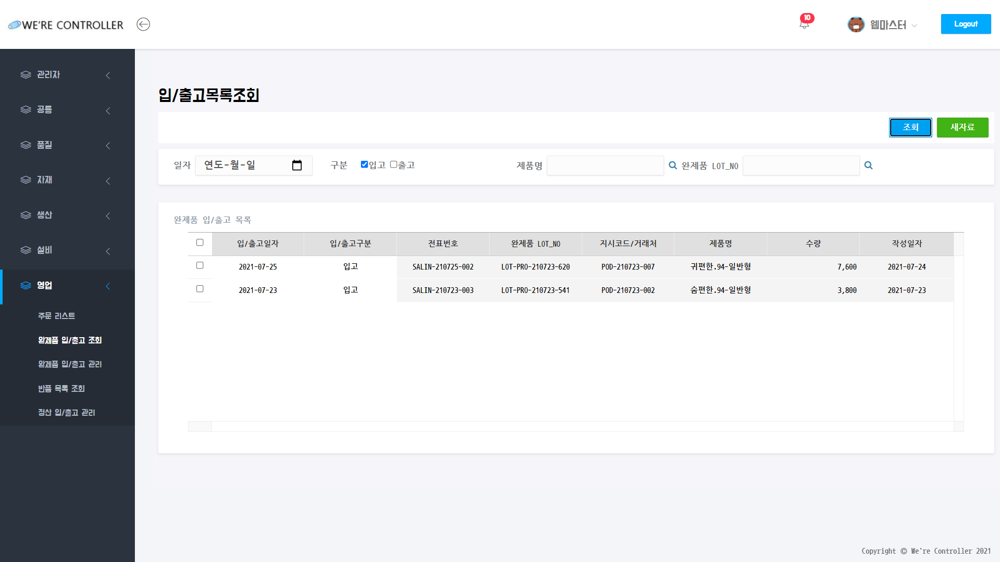 WE'RE CONTROLLER
10
웹마스터
Logout
관리자
공통
품질
자재
생산
설비
영업
주문 리스트
완제품 입/출고 조회
완제품 입/출고 관리
반품 목록 조회
정산 입/출고 관리
입/출고목록조회
조회 새자료
일자 연도-월-일 구분 입고 출고 제품명 완제품 LOT_NO
완제품 입/출고 목록
입/출고일자 입/출고구분 전표번호 완제품 LOT_NO 지시코드/거래처 제품명 수량 작성일자
2021-07-25 입고 SALIN-210725-002 LOT-PRO-210723-620 POD-210723-007 귀편한.94-일반형 7,600 2021-07-24
2021-07-23 입고 SALIN-210723-003 LOT-PRO-210723-541 POD-210723-002 숨편한.94-일반형 3,800 2021-07-23
Copyright © We're Controller 2021